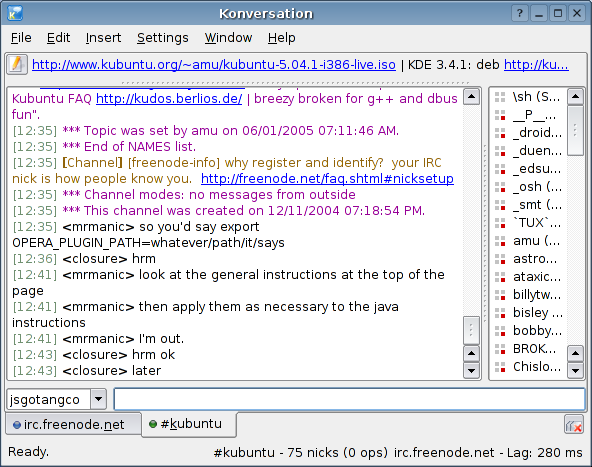 Konversation
File Edit Insert Settings Window Help
http://www.kubuntu.org/~amu/kubuntu-5.04.1-i386-live.iso | KDE 3.4.1: deb http://ku...
Kubuntu FAQ http://kudos.berlios.de/ | breezy broken for g++ and dbus
fun".
[12:35] *** Topic was set by amu on 06/01/2005 07:11:46 AM.
[12:35] *** End of NAMES list.
[12:35] [Channel] [freenode-info] why register and identify? your IRC
nick is how people know you. http://freenode.net/faq.shtml#nicksetup
[12:35] *** Channel modes: no messages from outside
[12:35] *** This channel was created on 12/11/2004 07:18:54 PM.
[12:35] <mrmanic> so you'd say export
OPERA_PLUGIN_PATH=whatever/path/it/says
[12:36] <closure> hrm
[12:41] <mrmanic> look at the general instructions at the top of the
page
[12:41] <mrmanic> then apply them as necessary to the java
instructions
[12:41] <mrmanic> I'm out.
[12:43] <closure> hrm ok
[12:43] <closure> later
\sh (S...
__P__...
_droid...
_duen...
_edsu...
_osh (...
_smt (...
`TUX`...
amu (...
astro...
ataxic...
billytw...
bisley ...
bobby...
BROK...
Chislo...
jsgotangco
irc.freenode.net #kubuntu
Ready. #kubuntu - 75 nicks (0 ops) irc.freenode.net - Lag: 280 ms